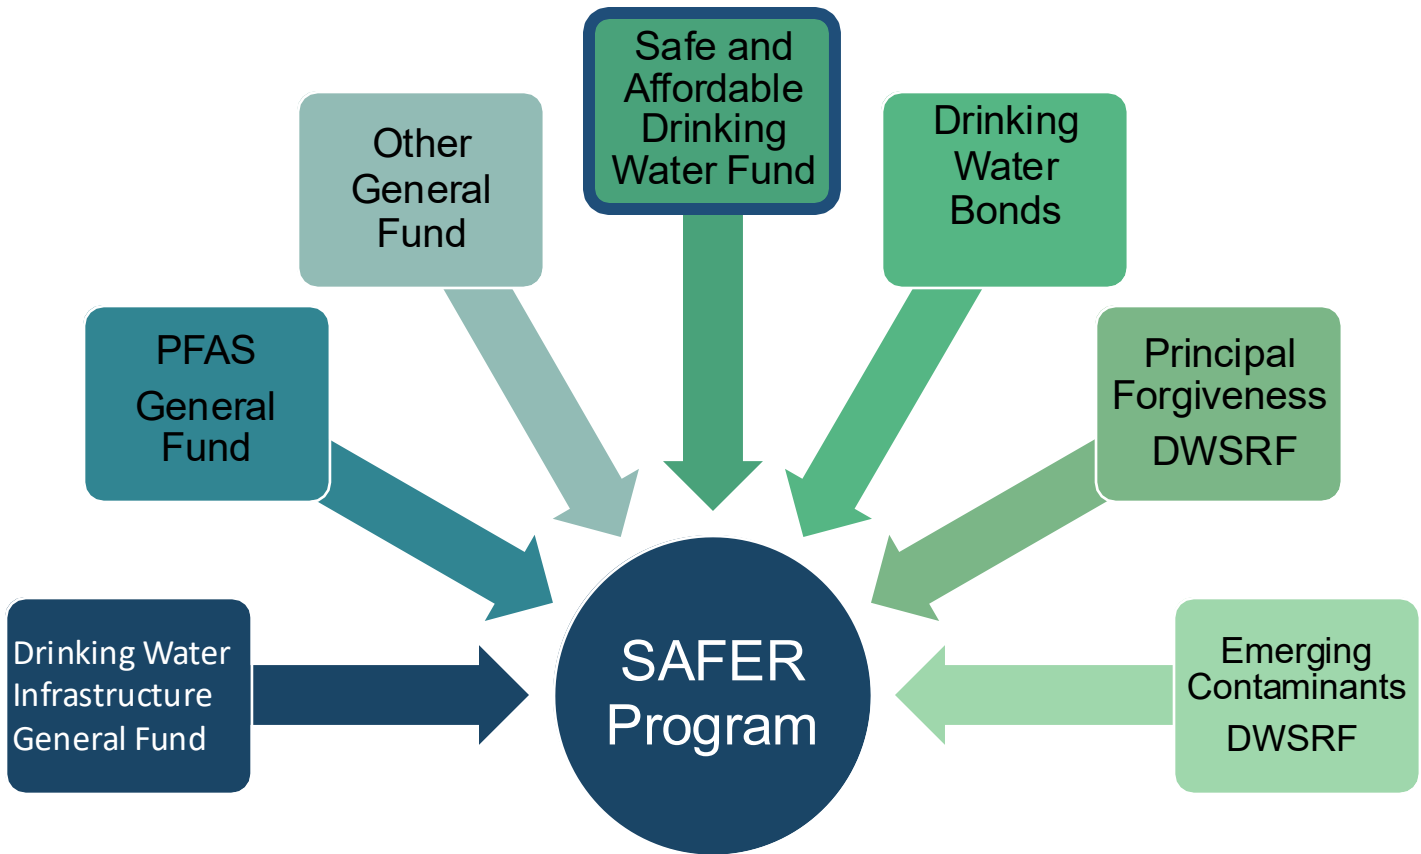 Safe and
Affordable
Drinking
Water Fund
Other
General
Fund
Drinking
Water
Bonds
PFAS
General
Fund
Principal
Forgiveness
DWSRF
Drinking Water
Infrastructure
General Fund
SAFER
Program
Emerging
Contaminants
DWSRF